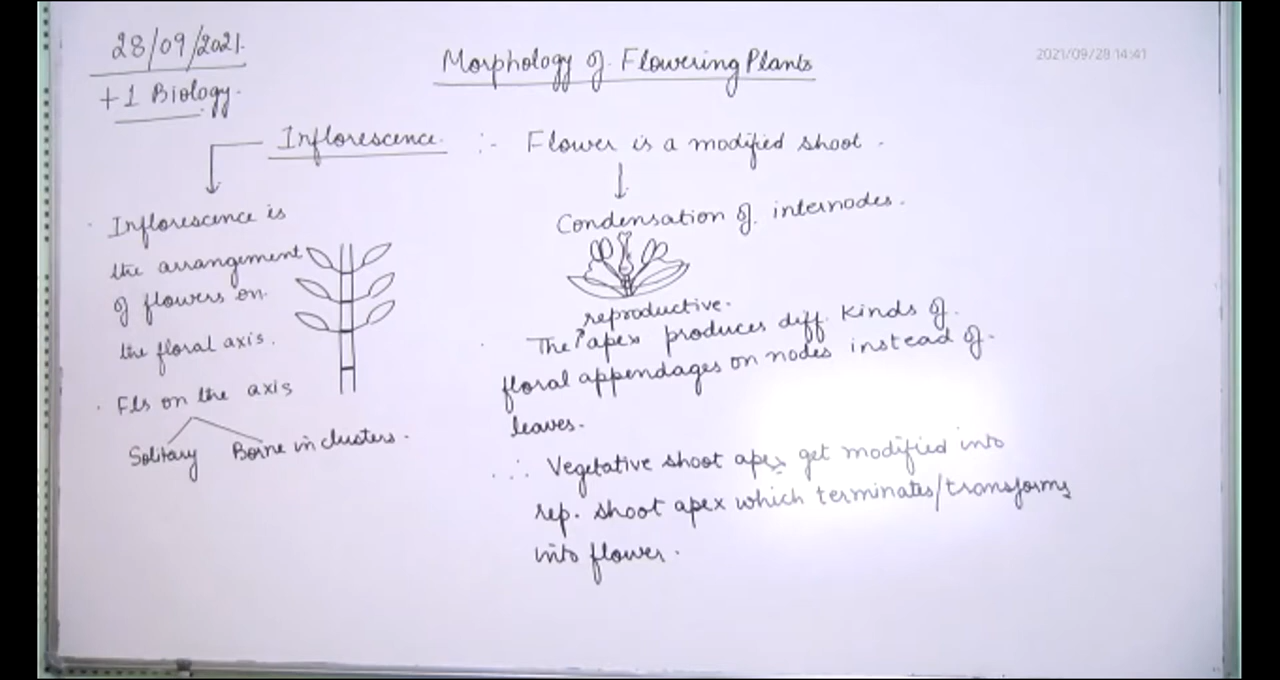 28/09/2021.
+1 Biology.
Morphology of Flowering Plants
2021/09/28 14:41
Inflorescence :- Flower is a modified shoot.
Condensation of internodes.
· Inflorescence is
the arrangement
of flowers on
the floral axis.
· Fls on the axis
Solitary Borne in clusters.
reproductive.
· The ↑ apex produces diff. kinds of
floral appendages on nodes instead of
leaves.
∴ Vegetative shoot apex get modified into
rep. shoot apex which terminates/transforms
into flower.